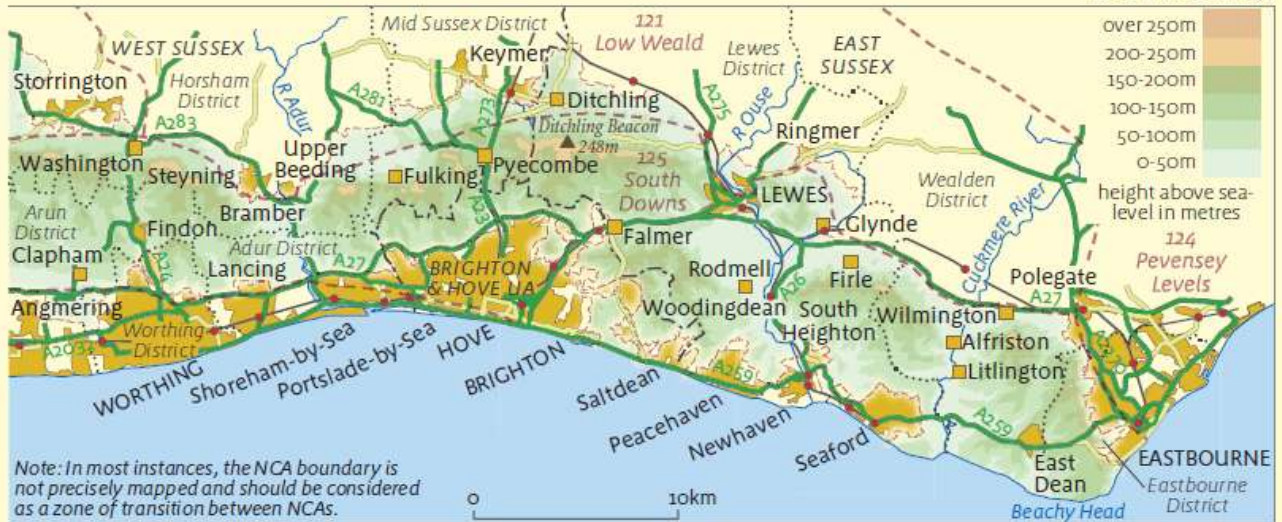 WEST SUSSEX
Mid Sussex District
121
Low Weald
Lewes
District
EAST
SUSSEX
over 250m
200-250m
150-200m
100-150m
50-100m
0-50m
height above sea-
level in metres
Storrington
Horsham
District
R Adur
Keymer
A281
A273
Ditchling
Ditchling Beacon
248m
A275
R Ouse
Ringmer
A283
Washington
Steyning
Upper
Beeding
Fulking
Pyecombe
125
South
Downs
LEWES
Wealden
District
Cuckmere River
Arun
District
Findon
Bramber
A23
Falmer
Glynde
124
Pevensey
Levels
Clapham
Adur District
A24
Lancing
A27
BRIGHTON
& HOVE UA
Rodmell
Woodingdean
A26
Firle
Polegate
A27
Angmering
Worthing
District
South
Heighton
Wilmington
Alfriston
Litlington
WORTHING
Shoreham-by-Sea
Portslade-by-Sea
HOVE
BRIGHTON
Saltdean
A259
Peacehaven
Newhaven
Seaford
A259
R
East
Dean
EASTBOURNE
Eastbourne
District
Beachy Head
Note: In most instances, the NCA boundary is
not precisely mapped and should be considered
as a zone of transition between NCAs.
0
10km